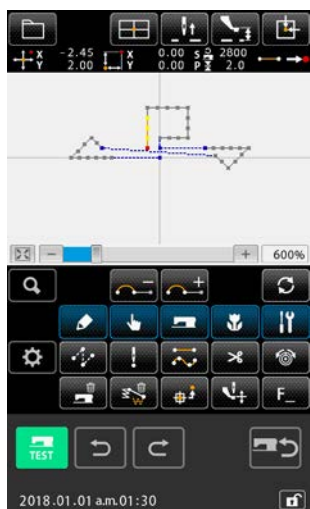 X -2.45 X 0.00 S 2800
Y 2.00 Y 0.00 P 2.0
600%
F_
TEST
2018.01.01 a.m.01:30